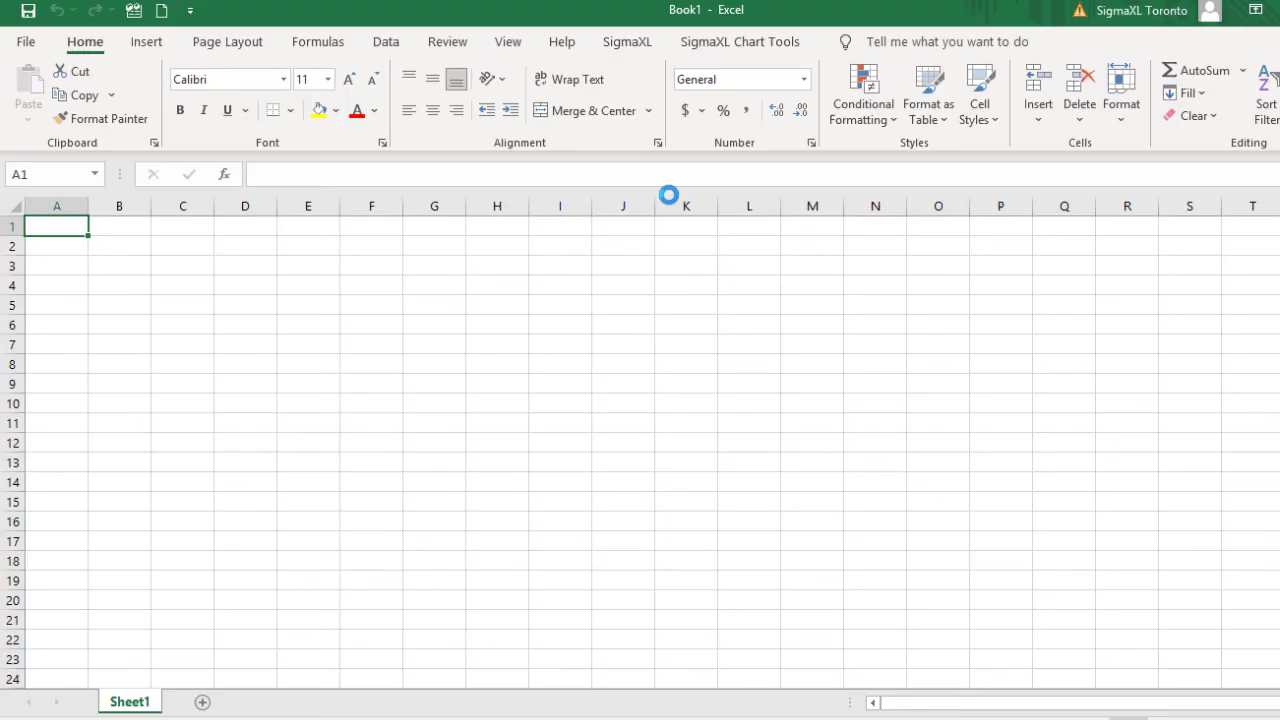 Book1 - Excel
SigmaXL Toronto
File Home Insert Page Layout Formulas Data Review View Help SigmaXL SigmaXL Chart Tools Tell me what you want to do
Paste
Cut
Copy
Format Painter
Clipboard
Calibri 11
B I U A
Font
Wrap Text
Merge & Center
Alignment
General
$ % ,
Number
Conditional
Formatting
Format as
Table
Cell
Styles
Styles
Insert
Delete
Format
Cells
AutoSum
Fill
Clear
Sort
Filter
Editing
A1
fx
A B C D E F G H I J K L M N O P Q R S T
1
2
3
4
5
6
7
8
9
10
11
12
13
14
15
16
17
18
19
20
21
22
23
24
Sheet1